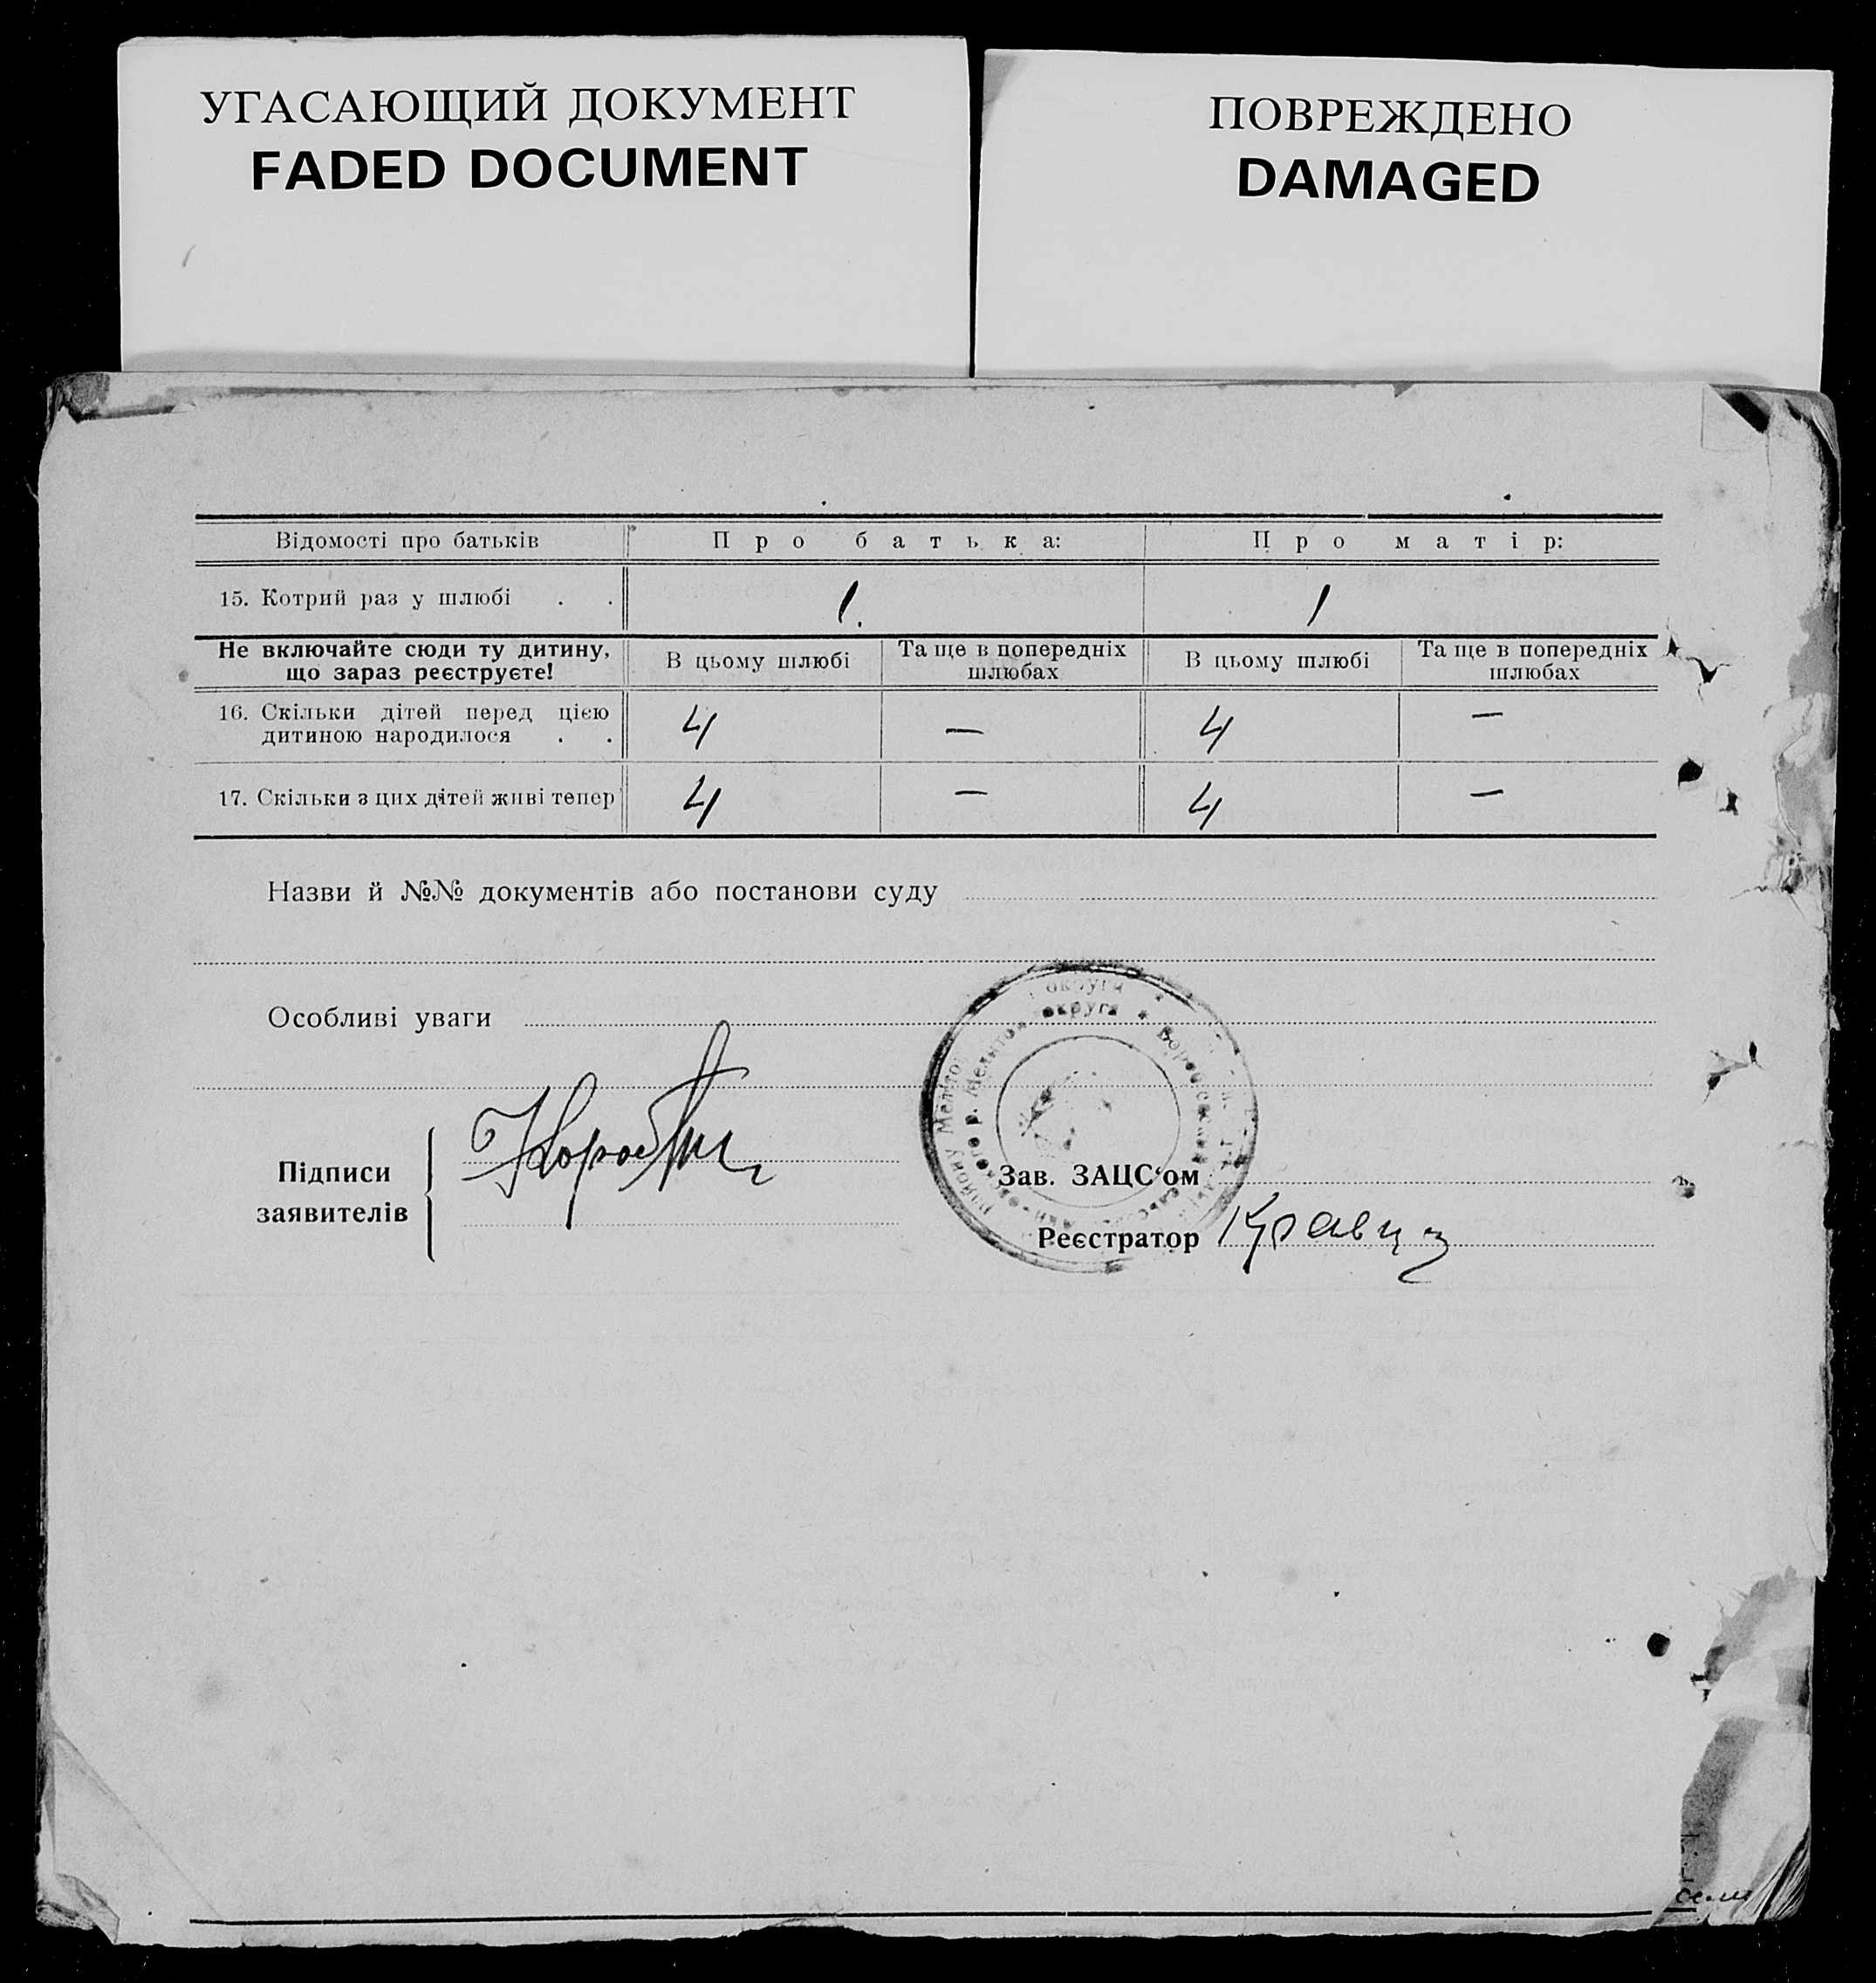 УГАСАЮЩИЙ ДОКУМЕНТ
FADED DOCUMENT
ПОВРЕЖДЕНО
DAMAGED
Відомості про батьків Про батька: Про матір:
15. Котрий раз у шлюбі . . 1. 1
Не включайте сюди ту дитину,
що зараз реєструєте!
В цьому шлюбі
Та ще в попередніх
шлюбах
В цьому шлюбі
Та ще в попередніх
шлюбах
16. Скільки дітей перед цією
дитиною народилося . . 4 — 4 —
17. Скільки з цих дітей живі тепер 4 — 4 —
Назви й №№ документів або постанови суду
Особливі уваги
округи
округа
Підписи
заявителів
Зав. ЗАЦС‘ом
Реєстратор Кравец